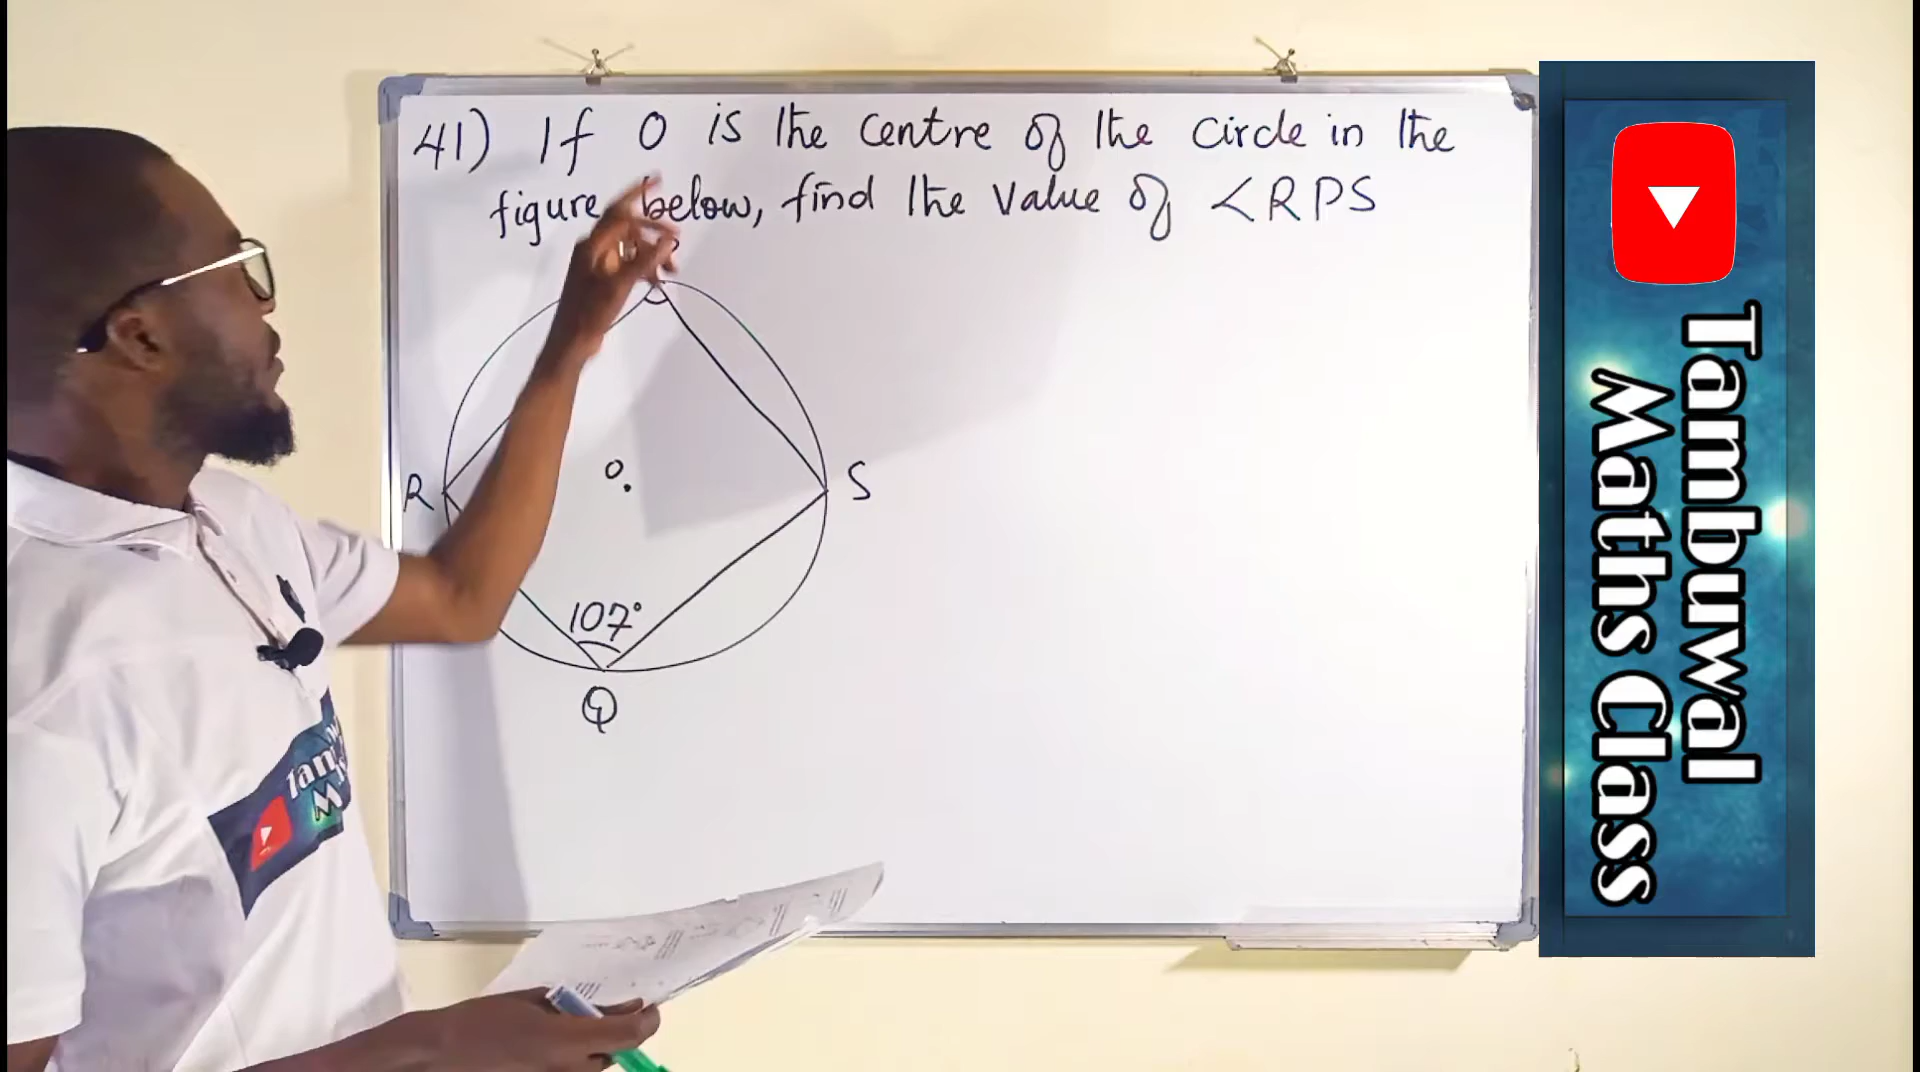 41) If O is the centre of the circle in the
figure below, find the value of <RPS
R
O
S
107°
Q
Tambuwal
Maths Class